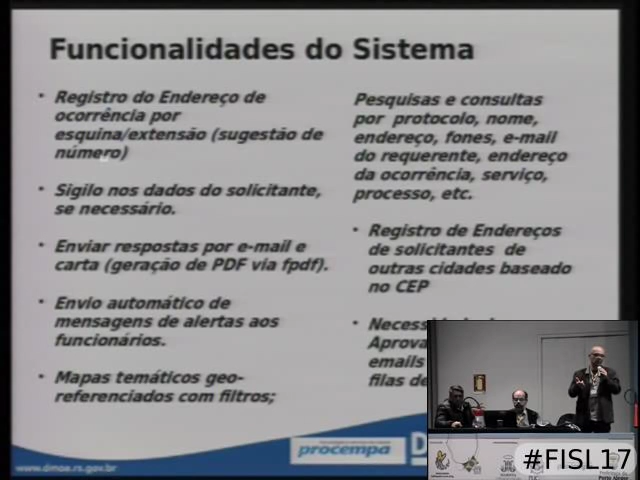 Funcionalidades do Sistema
• Registro do Endereço de
ocorrência por
esquina/extensão (sugestão de
número)
• Sigilo nos dados do solicitante,
se necessário.
• Enviar respostas por e-mail e
carta (geração de PDF via fpdf).
• Envio automático de
mensagens de alertas aos
funcionários.
• Mapas temáticos geo-
referenciados com filtros;
Pesquisas e consultas
por protocolo, nome,
endereço, fones, e-mail
do requerente, endereço
da ocorrência, serviço,
processo, etc.
• Registro de Endereços
de solicitantes de
outras cidades baseado
no CEP
emails
filas de
www.dmae.rs.gov.br
procempa
#FISL17